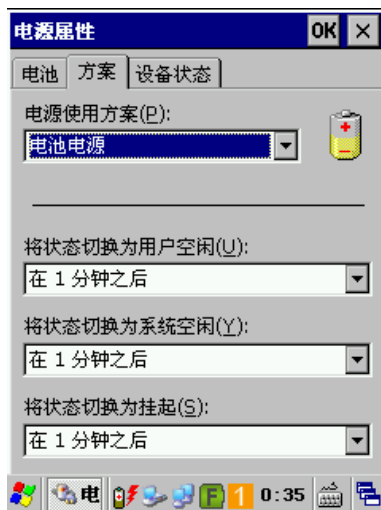 电源属性 OK ×
电池 方案 设备状态
电源使用方案(P):
电池电源
将状态切换为用户空闲(U):
在 1 分钟之后
将状态切换为系统空闲(Y):
在 1 分钟之后
将状态切换为挂起(S):
在 1 分钟之后
电 F 1 0:35